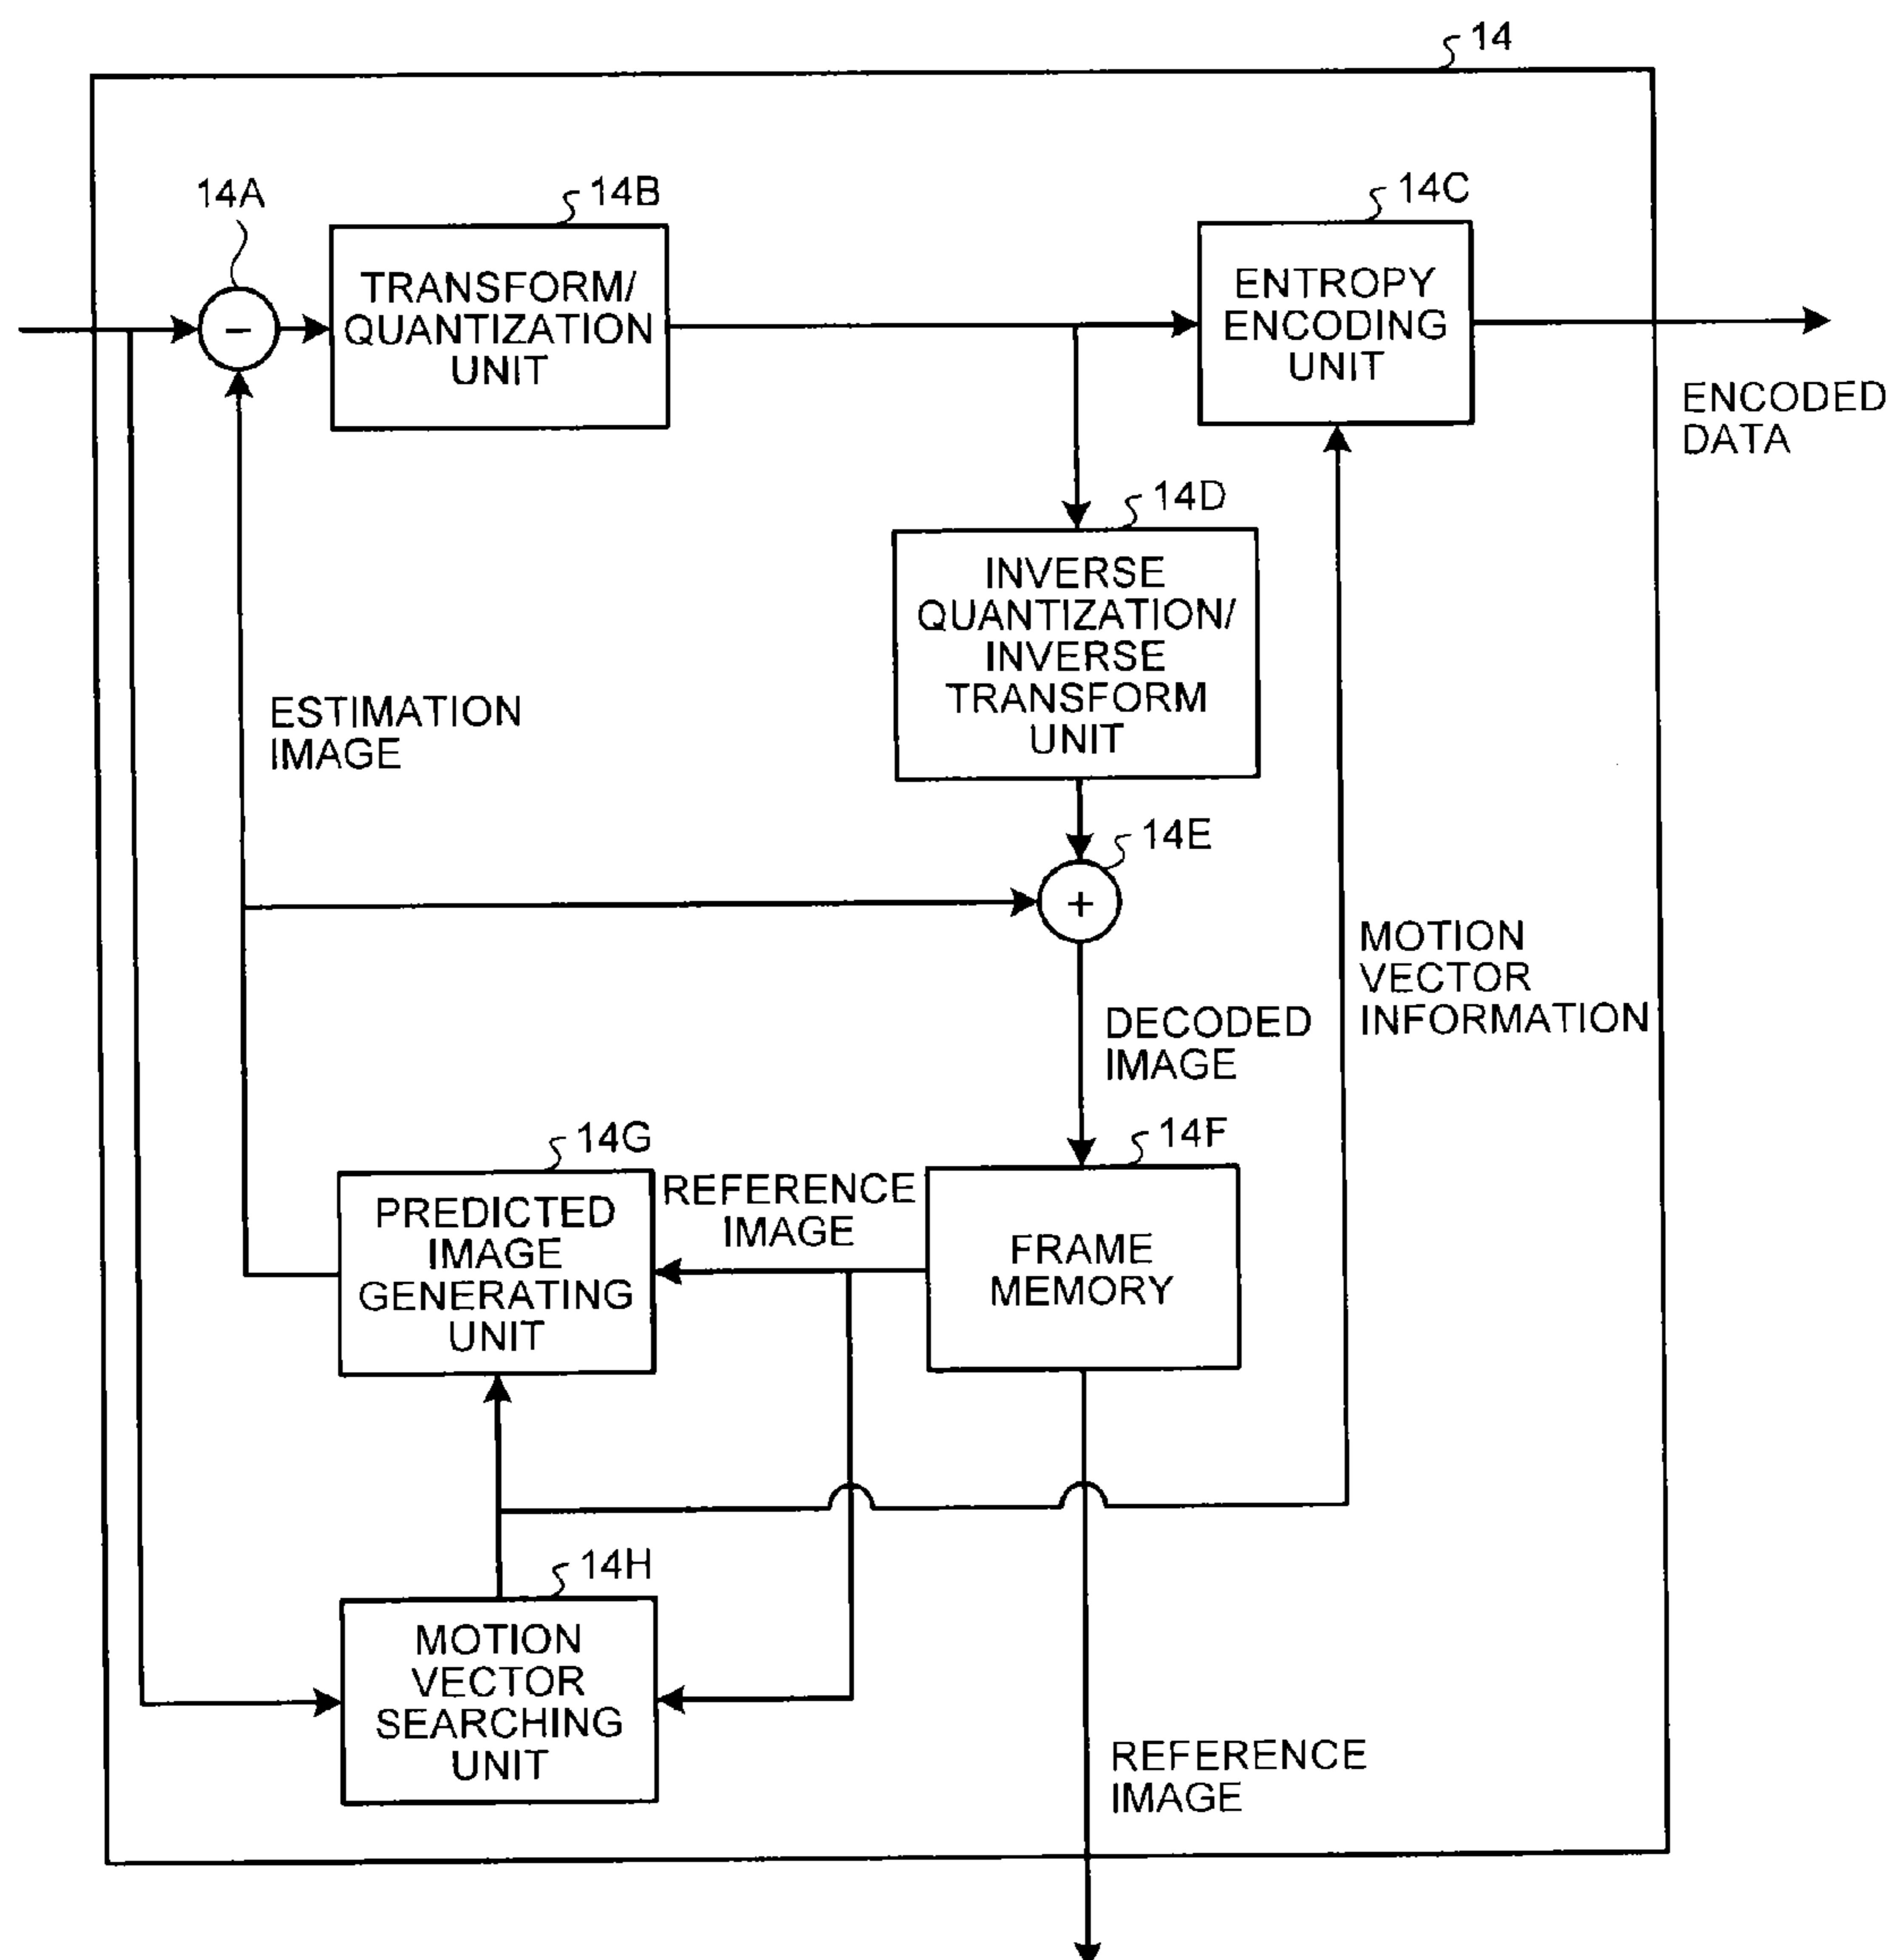 14
14A
14B
14C
TRANSFORM/
QUANTIZATION
UNIT
ENTROPY
ENCODING
UNIT
−
ENCODED
DATA
14D
INVERSE
QUANTIZATION/
INVERSE
TRANSFORM
UNIT
ESTIMATION
IMAGE
14E
+
MOTION
VECTOR
INFORMATION
DECODED
IMAGE
14G
14F
PREDICTED
IMAGE
GENERATING
UNIT
REFERENCE
IMAGE
FRAME
MEMORY
14H
MOTION
VECTOR
SEARCHING
UNIT
REFERENCE
IMAGE